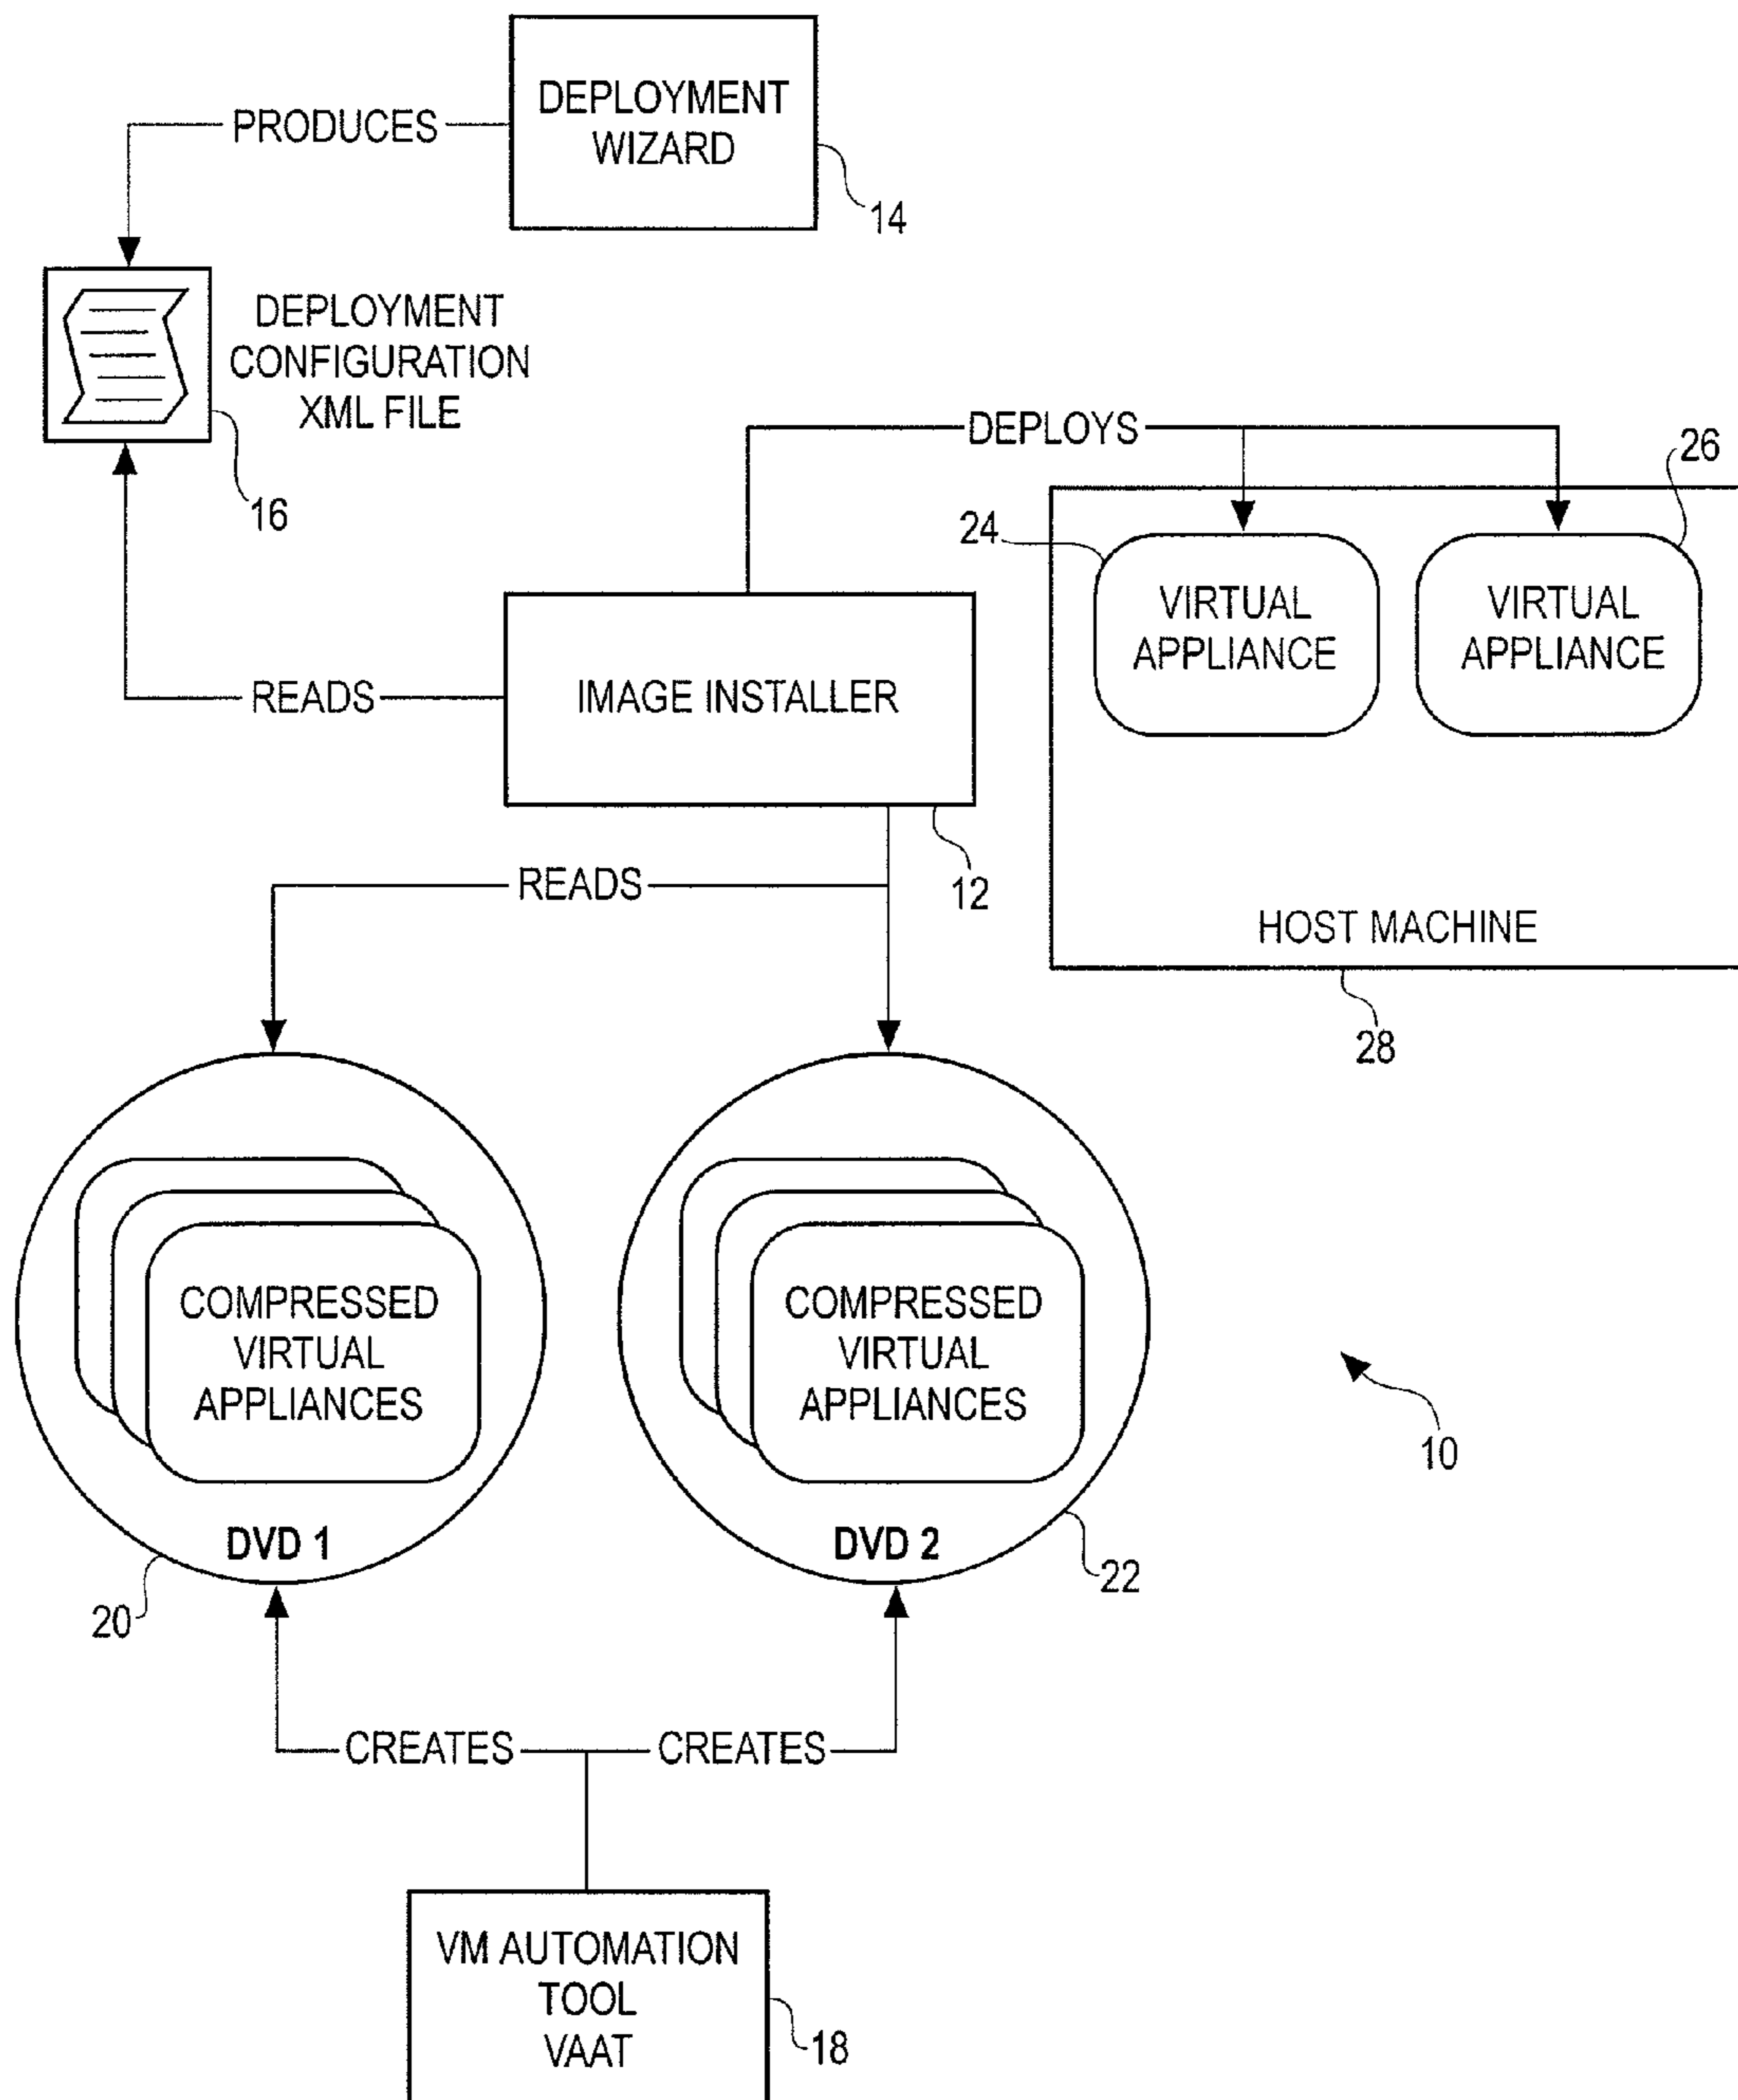 DEPLOYMENT
WIZARD
PRODUCES
14
DEPLOYMENT
CONFIGURATION
XML FILE
16
DEPLOYS
26
24
VIRTUAL
APPLIANCE
VIRTUAL
APPLIANCE
READS
IMAGE INSTALLER
12
READS
HOST MACHINE
28
COMPRESSED
VIRTUAL
APPLIANCES
DVD 1
20
COMPRESSED
VIRTUAL
APPLIANCES
DVD 2
22
10
CREATES
CREATES
VM AUTOMATION
TOOL
VAAT
18